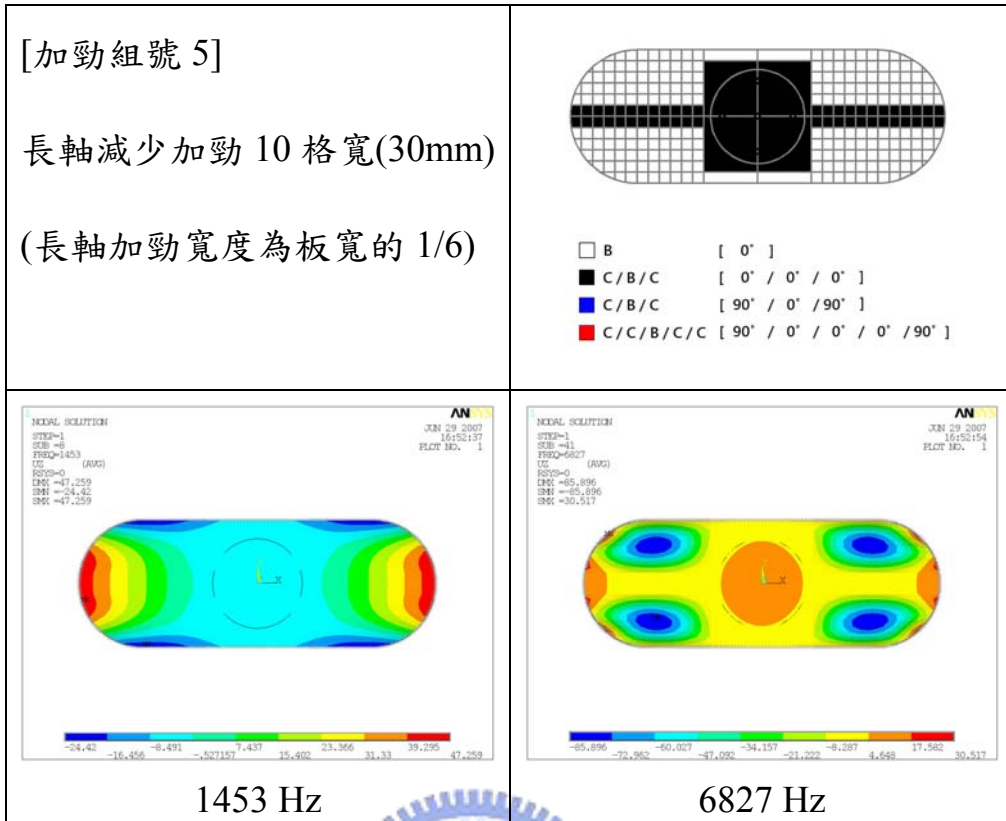 [加勁組號 5]
長軸減少加勁 10 格寬(30mm)
(長軸加勁寬度為板寬的 1/6)
B [ 0° ]
C/B/C [ 0° / 0° / 0° ]
C/B/C [ 90° / 0° /90° ]
C/C/B/C/C [ 90° / 0° / 0° / 0° /90° ]
1
NODAL SOLUTION
STEP=1
SUB =8
FREQ=1453
UZ (AVG)
RSYS=0
DMX =47.259
SMN =-24.42
SMX =47.259
ANSYS
JUN 29 2007
16:52:37
PLOT NO. 1
X
-24.42 -8.491 7.437 23.366 39.295
-16.456 -.527157 15.402 31.33 47.259
1453 Hz
1
NODAL SOLUTION
STEP=1
SUB =41
FREQ=6827
UZ (AVG)
RSYS=0
DMX =85.896
SMN =-85.896
SMX =30.517
ANSYS
JUN 29 2007
16:52:54
PLOT NO. 1
X
-85.896 -60.027 -34.157 -8.287 17.582
-72.962 -47.092 -21.222 4.648 30.517
6827 Hz